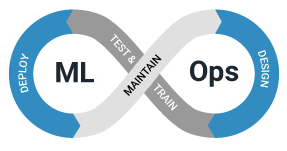 DEPLOY
TEST &
TRAIN
MAINTAIN
DESIGN
ML
Ops